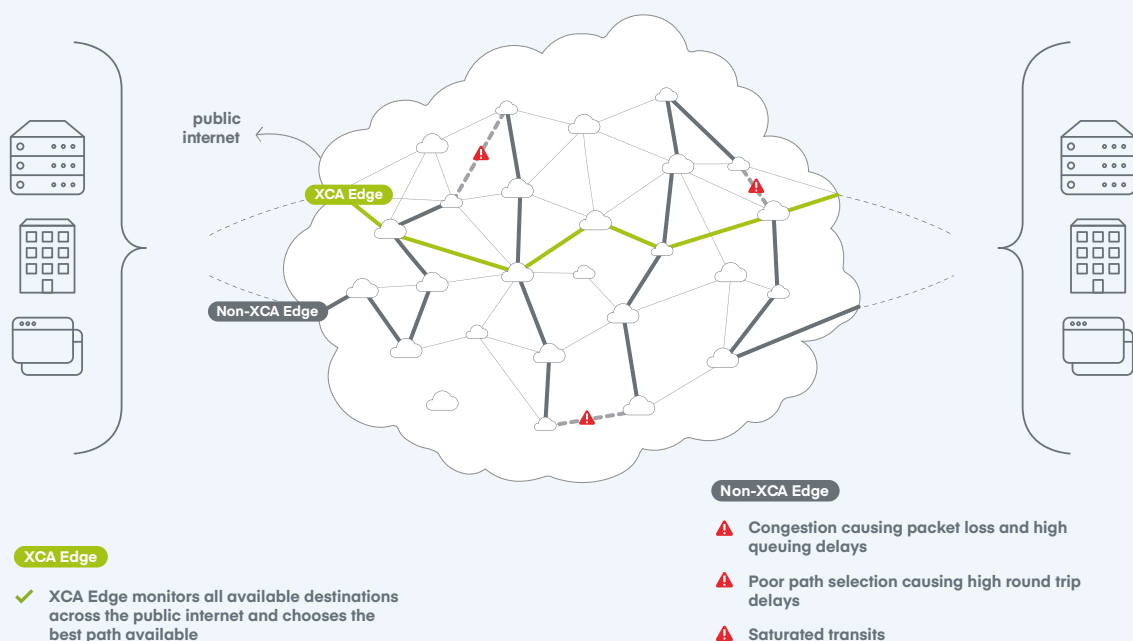 public
internet
XCA Edge
Non-XCA Edge
Non-XCA Edge
Congestion causing packet loss and high
queuing delays
Poor path selection causing high round trip
delays
Saturated transits
XCA Edge
XCA Edge monitors all available destinations
across the public internet and chooses the
best path available